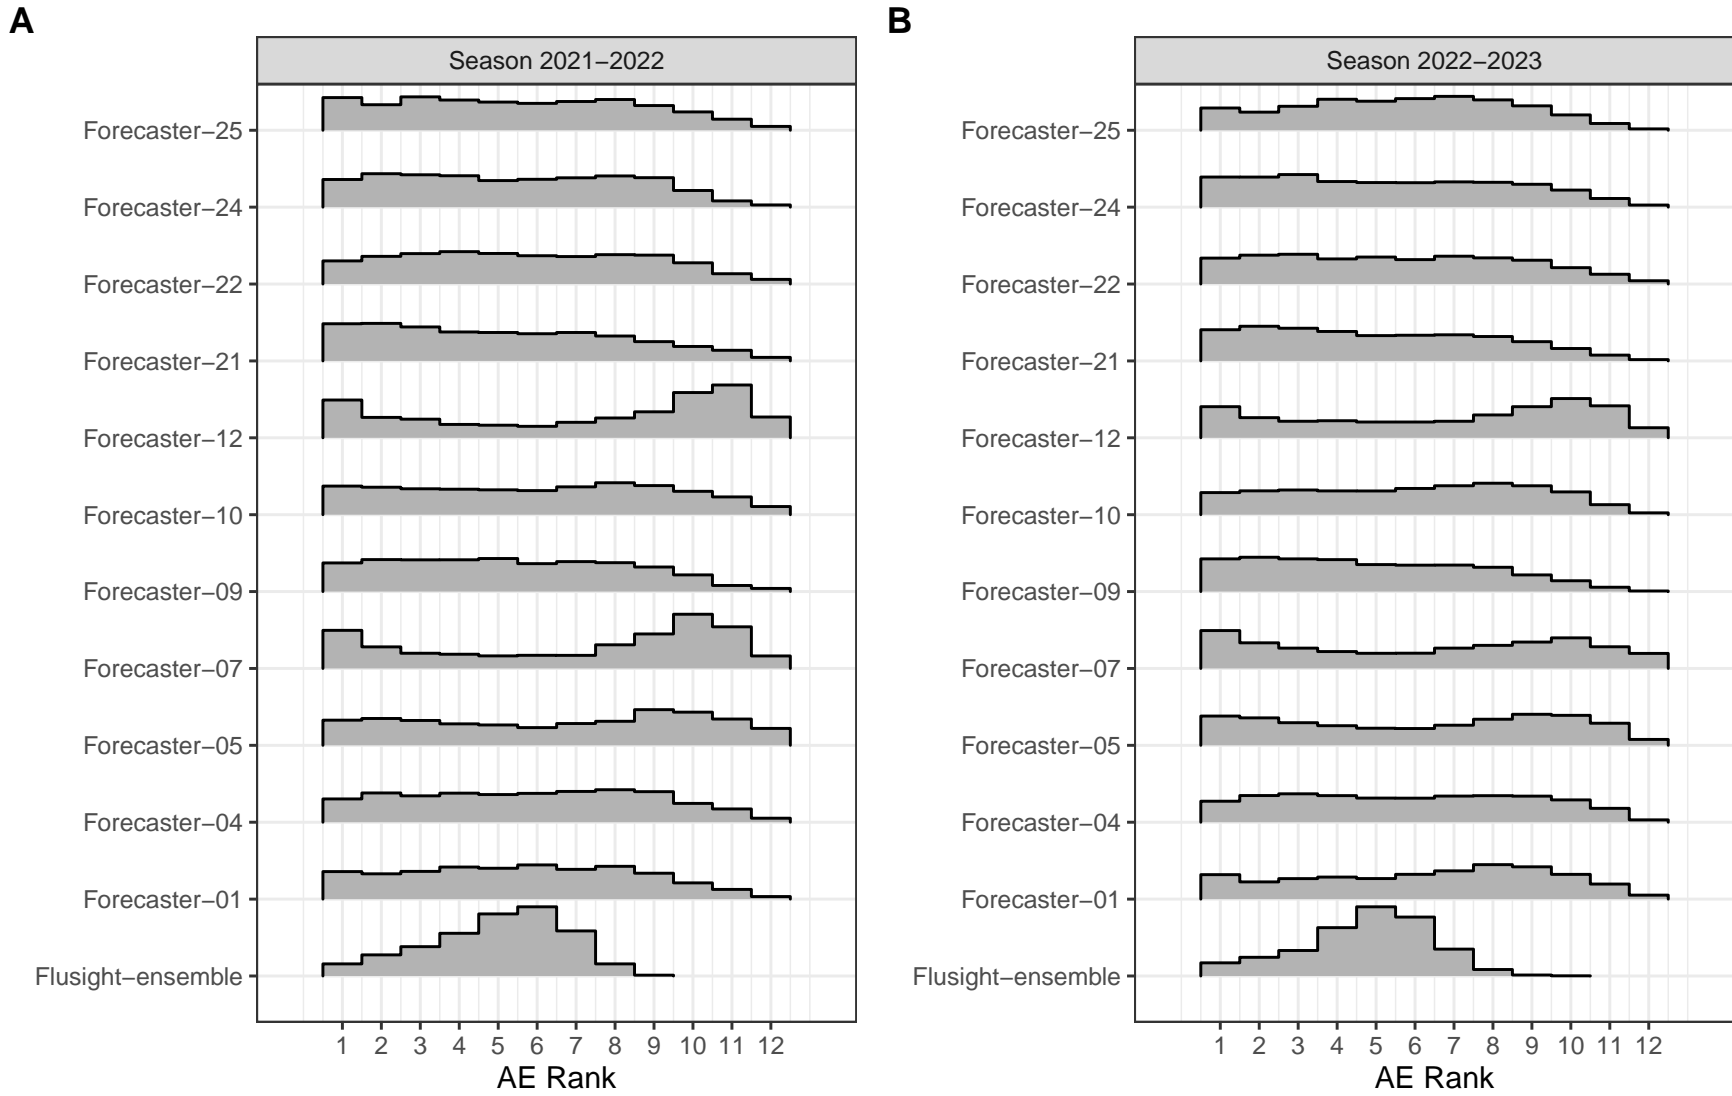 A
Season 2021–2022
Forecaster–25
Forecaster–24
Forecaster–22
Forecaster–21
Forecaster–12
Forecaster–10
Forecaster–09
Forecaster–07
Forecaster–05
Forecaster–04
Forecaster–01
Flusight–ensemble
1 2 3 4 5 6 7 8 9 10 11 12
AE Rank
B
Season 2022–2023
Forecaster–25
Forecaster–24
Forecaster–22
Forecaster–21
Forecaster–12
Forecaster–10
Forecaster–09
Forecaster–07
Forecaster–05
Forecaster–04
Forecaster–01
Flusight–ensemble
1 2 3 4 5 6 7 8 9 10 11 12
AE Rank